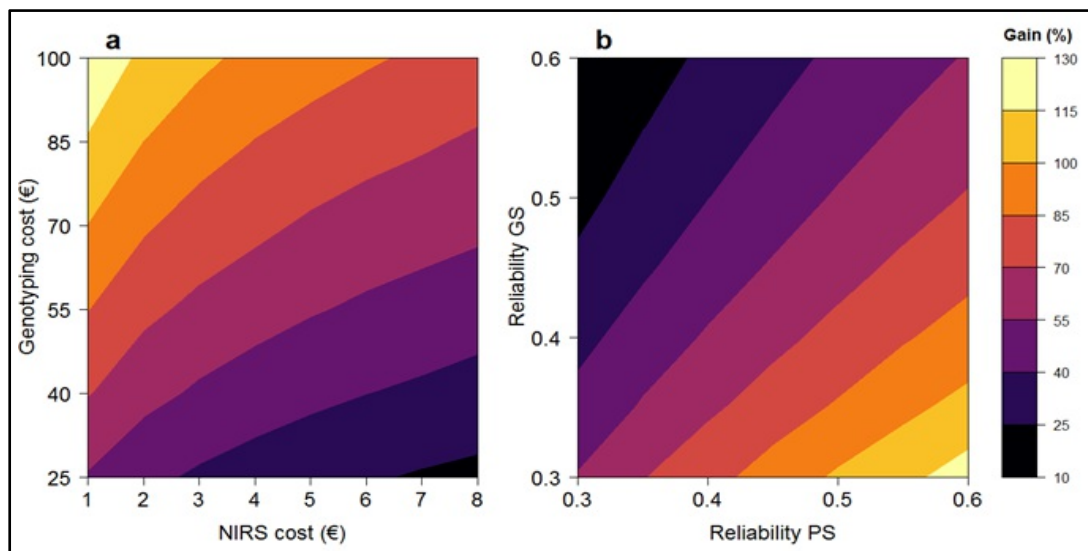 a
b
Gain (%)
Genotyping cost (€)
100
85
70
55
40
25
1 2 3 4 5 6 7 8
NIRS cost (€)
Reliability GS
0.6
0.5
0.4
0.3
0.3 0.4 0.5 0.6
Reliability PS
130
115
100
85
70
55
40
25
10